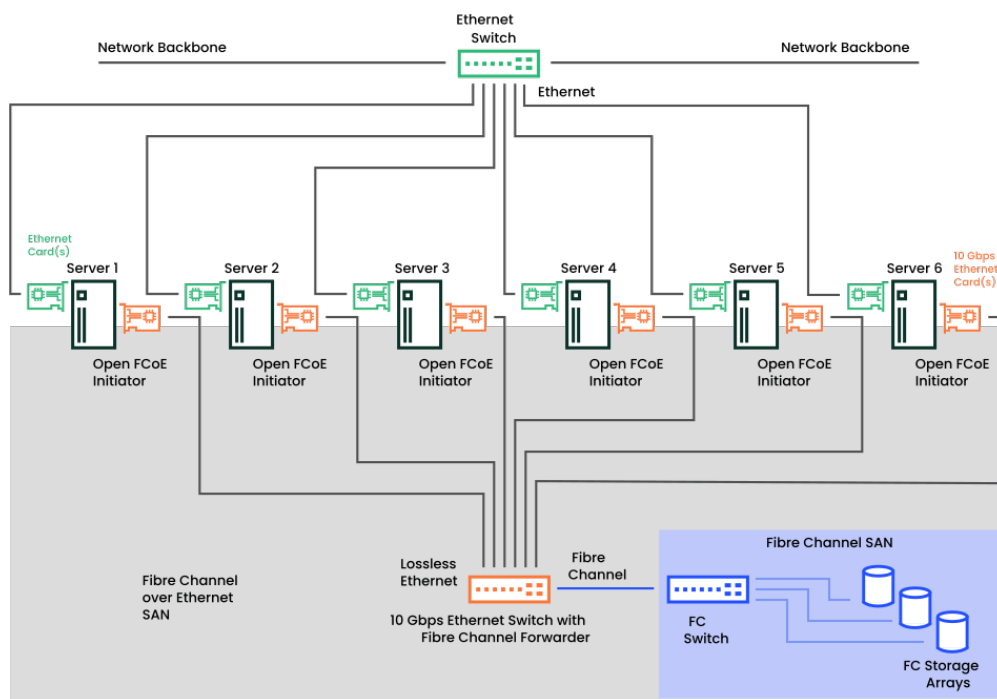 Ethernet
Switch
Network Backbone
Network Backbone
Ethernet
Ethernet
Card(s)
10 Gbps
Ethernet
Card(s)
Server 1
Server 2
Server 3
Server 4
Server 5
Server 6
Open FCoE
Initiator
Open FCoE
Initiator
Open FCoE
Initiator
Open FCoE
Initiator
Open FCoE
Initiator
Open FCoE
Initiator
Fibre Channel
over Ethernet
SAN
Lossless
Ethernet
Fibre
Channel
10 Gbps Ethernet Switch with
Fibre Channel Forwarder
Fibre Channel SAN
FC
Switch
FC Storage
Arrays